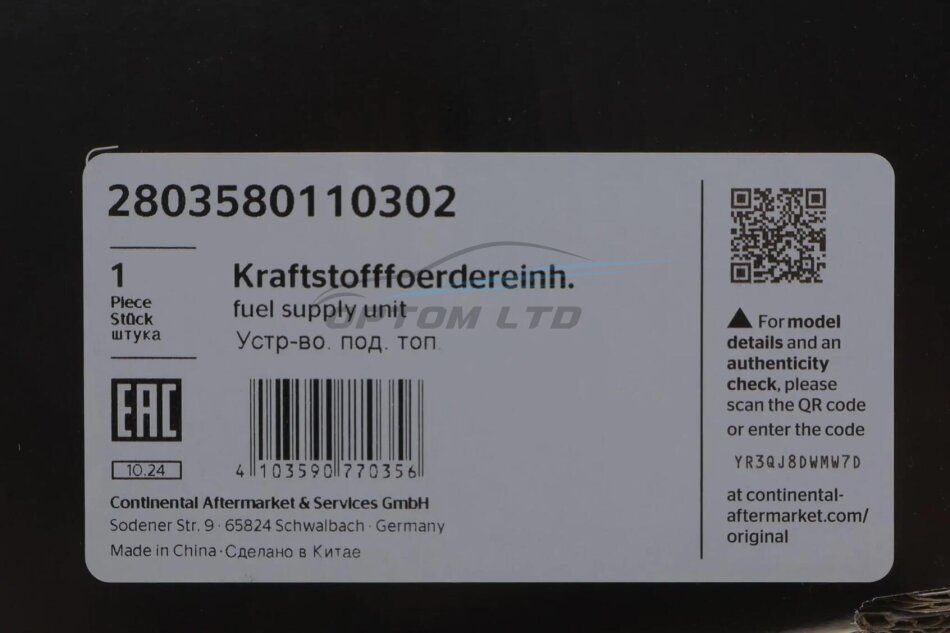 2803580110302
1
Piece
Stück
штука
Kraftstofffoerdereinh.
fuel supply unit
Устр-во. под. топ.
OPTOM LTD
EAC
10.24
4 103590 770356
Continental Aftermarket & Services GmbH
Sodener Str. 9 · 65824 Schwalbach · Germany
Made in China · Сделано в Китае
For model
details and an
authenticity
check, please
scan the QR code
or enter the code
YR3QJ8DWMW7D
at continental-
aftermarket.com/
original